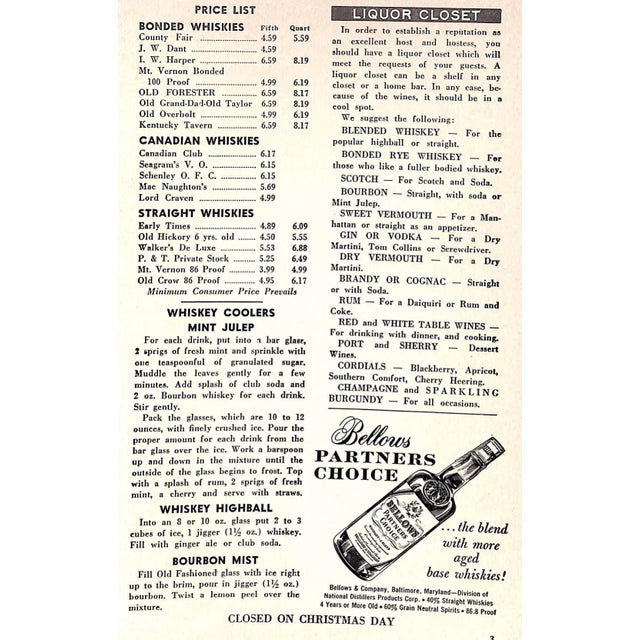 PRICE LIST
BONDED WHISKIES Fifth Quart
County Fair 4.59 5.59
J. W. Dant 4.59
I. W. Harper 6.59 8.19
Mt. Vernon Bonded
100 Proof 4.99 6.19
OLD FORESTER 6.59 8.17
Old Grand-Dad-Old Taylor 6.59 8.19
Old Overholt 4.99 6.19
Kentucky Tavern 6.59 8.17
CANADIAN WHISKIES
Canadian Club 6.17
Seagram's V. O. 6.15
Schenley O. F. C. 6.15
Mac Naughton's 5.69
Lord Craven 4.99
STRAIGHT WHISKIES
Early Times 4.89 6.09
Old Hickory 6 yrs. old 4.50 5.55
Walker's De Luxe 5.53 6.88
P. & T. Private Stock 5.25 6.49
Mt. Vernon 86 Proof 3.99 4.99
Old Crow 86 Proof 4.95 6.17
Minimum Consumer Price Prevails
WHISKEY COOLERS
MINT JULEP
For each drink, put into a bar glass,
2 sprigs of fresh mint and sprinkle with
one teaspoonful of granulated sugar.
Muddle the leaves gently for a few
minutes. Add splash of club soda and
2 oz. Bourbon whiskey for each drink.
Stir gently.
Pack the glasses, which are 10 to 12
ounces, with finely crushed ice. Pour the
proper amount for each drink from the
bar glass over the ice. Work a barspoon
up and down in the mixture until the
outside of the glass begins to frost. Top
with a splash of rum, 2 sprigs of fresh
mint, a cherry and serve with straws.
WHISKEY HIGHBALL
Into an 8 or 10 oz. glass put 2 to 3
cubes of ice, 1 jigger (1½ oz.) whiskey.
Fill with ginger ale or club soda.
BOURBON MIST
Fill Old Fashioned glass with ice right
up to the brim, pour in jigger (1½ oz.)
bourbon. Twist a lemon peel over the
mixture.
LIQUOR CLOSET
In order to establish a reputation as
an excellent host and hostess, you
should have a liquor closet which will
meet the requests of your guests. A
liquor closet can be a shelf in any
closet or a home bar. In any case, be-
cause of the wines, it should be in a
cool spot.
We suggest the following:
BLENDED WHISKEY — For the
popular highball or straight.
BONDED RYE WHISKEY — For
those who like a fuller bodied whiskey.
SCOTCH — For Scotch and Soda.
BOURBON — Straight, with soda or
Mint Julep.
SWEET VERMOUTH — For a Man-
hattan or straight as an appetizer.
GIN OR VODKA — For a Dry
Martini, Tom Collins or Screwdriver.
DRY VERMOUTH — For a Dry
Martini.
BRANDY OR COGNAC — Straight
or with Soda.
RUM — For a Daiquiri or Rum and
Coke.
RED and WHITE TABLE WINES —
For drinking with dinner, and cooking.
PORT and SHERRY — Dessert
Wines.
CORDIALS — Blackberry, Apricot,
Southern Comfort, Cherry Heering.
CHAMPAGNE and SPARKLING
BURGUNDY — For all occasions.
Bellows
PARTNERS
CHOICE
BELLOWS
PARTNERS
CHOICE
...the blend
with more
aged
base whiskies!
Bellows & Company, Baltimore, Maryland—Division of
National Distillers Products Corp. • 40% Straight Whiskies
4 Years or More Old • 60% Grain Neutral Spirits • 86.8 Proof
CLOSED ON CHRISTMAS DAY
3